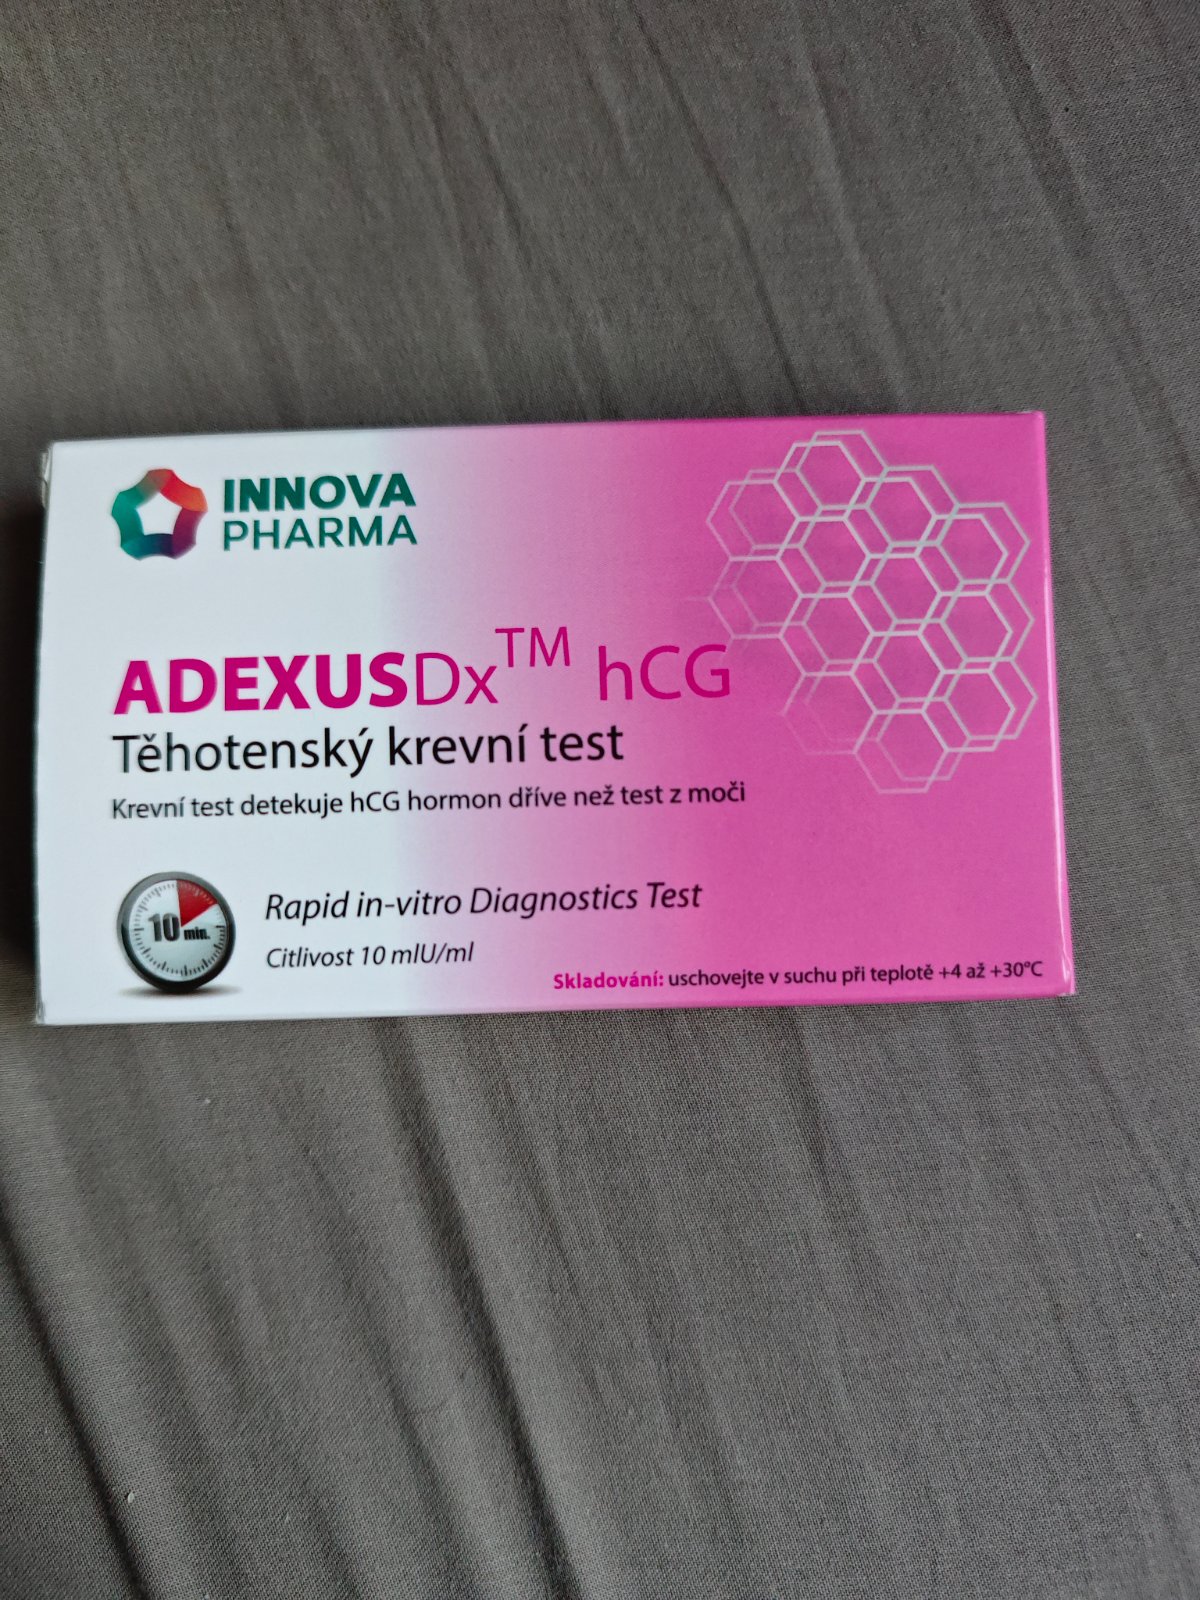 INNOVA
PHARMA
ADEXUSDx™ hCG
Těhotenský krevní test
Krevní test detekuje hCG hormon dříve než test z moči
10 min.
Rapid in-vitro Diagnostics Test
Citlivost 10 mlU/ml
Skladování: uschovejte v suchu při teplotě +4 až +30°C